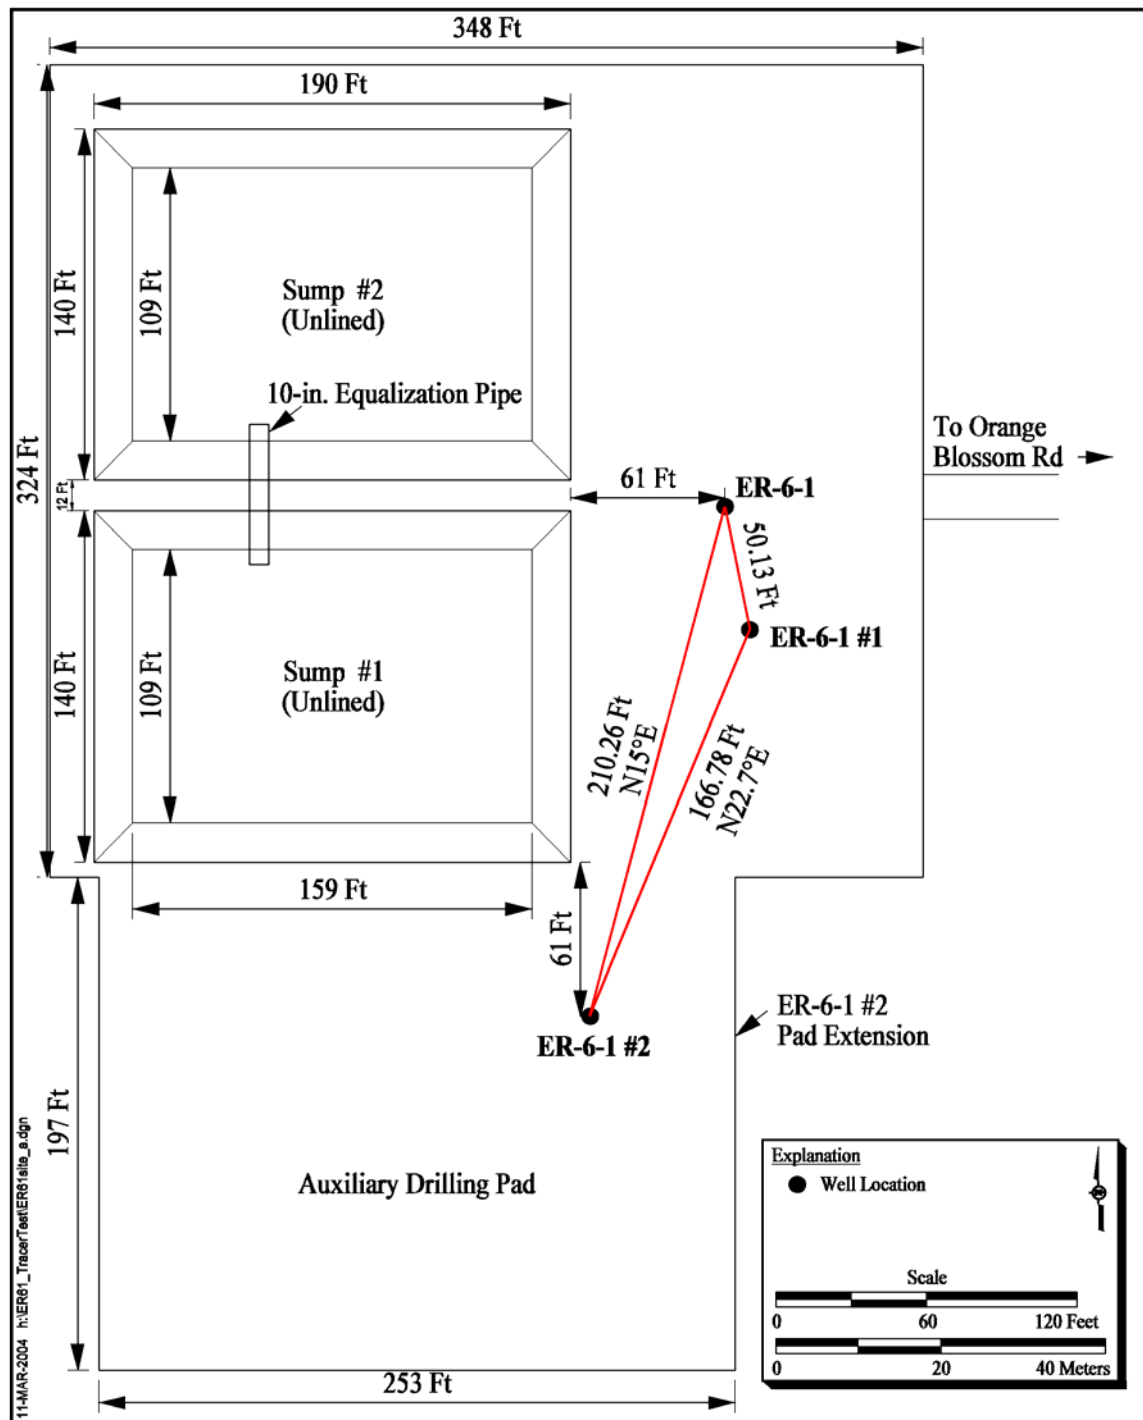 348 Ft
190 Ft
140 Ft
109 Ft
Sump #2
(Unlined)
10-in. Equalization Pipe
324 Ft
12 Ft
61 Ft
ER-6-1
To Orange
Blossom Rd
50.13 Ft
ER-6-1 #1
140 Ft
109 Ft
Sump #1
(Unlined)
210.26 Ft
N15°E
166.78 Ft
N22.7°E
159 Ft
61 Ft
ER-6-1 #2
ER-6-1 #2
Pad Extension
197 Ft
Auxiliary Drilling Pad
253 Ft
Explanation
Well Location
Scale
0 60 120 Feet
0 20 40 Meters
11-MAR-2004 h:\ER61_TracerTest\ER61site_a.dgn